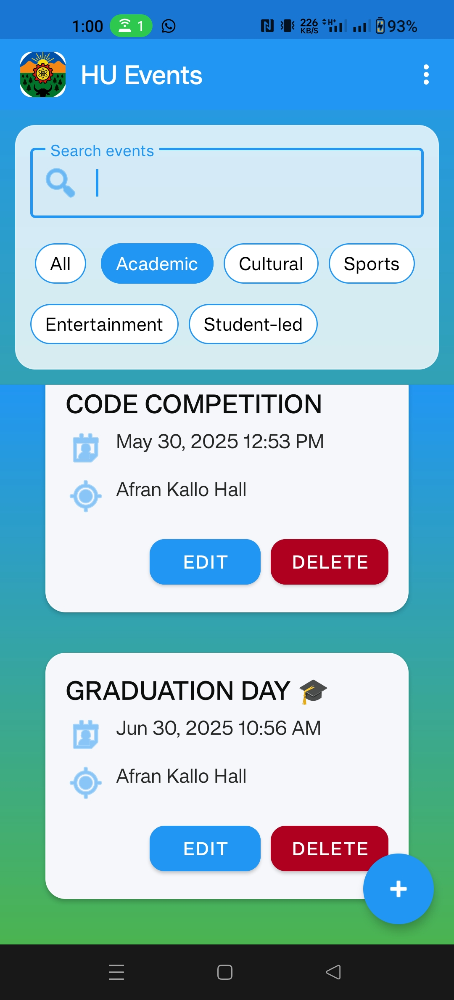 1:00 1 226 KB/S H+ 93%
HU Events
Search events
All Academic Cultural Sports
Entertainment Student-led
CODE COMPETITION
May 30, 2025 12:53 PM
Afran Kallo Hall
EDIT DELETE
GRADUATION DAY 🎓
Jun 30, 2025 10:56 AM
Afran Kallo Hall
EDIT DELETE
+